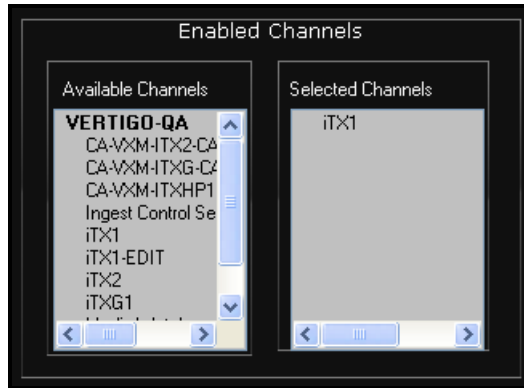 Enabled Channels
Available Channels
VERTIGO-QA
CA-VXM-ITX2-CA
CA-VXM-ITXG-CA
CA-VXM-ITXHP1
Ingest Control Se
iTX1
iTX1-EDIT
iTX2
iTXG1
Selected Channels
iTX1